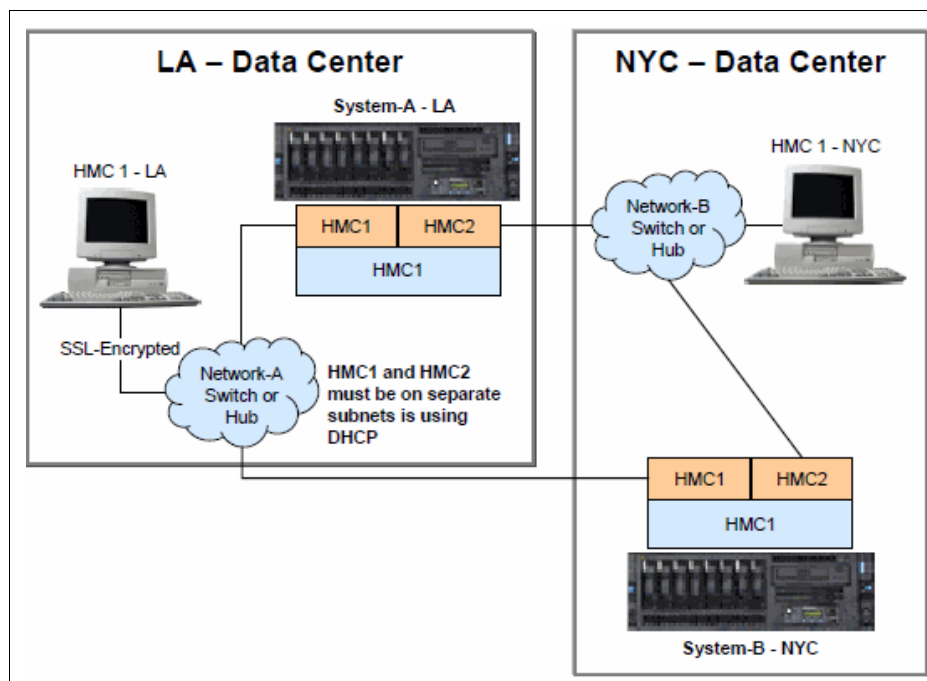 LA – Data Center
System-A - LA
HMC 1 - LA
HMC1
HMC2
HMC1
SSL-Encrypted
Network-A
Switch or
Hub
HMC1 and HMC2
must be on separate
subnets is using
DHCP
NYC – Data Center
HMC 1 - NYC
Network-B
Switch or
Hub
HMC1
HMC2
HMC1
System-B - NYC